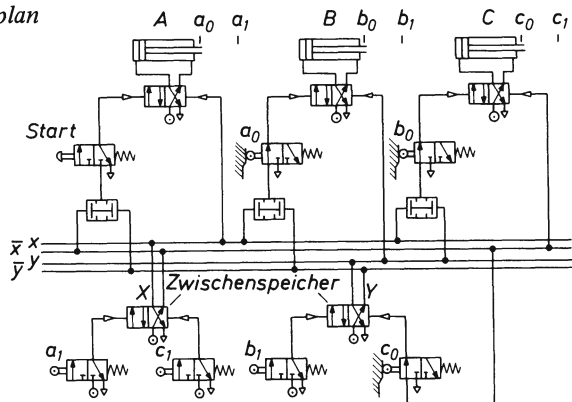 plan
A a₀ a₁ B b₀ b₁ C c₀ c₁
Start
a₀
b₀
x̅ x
y̅ y
X Zwischenspeicher Y
a₁ c₁ b₁ c₀